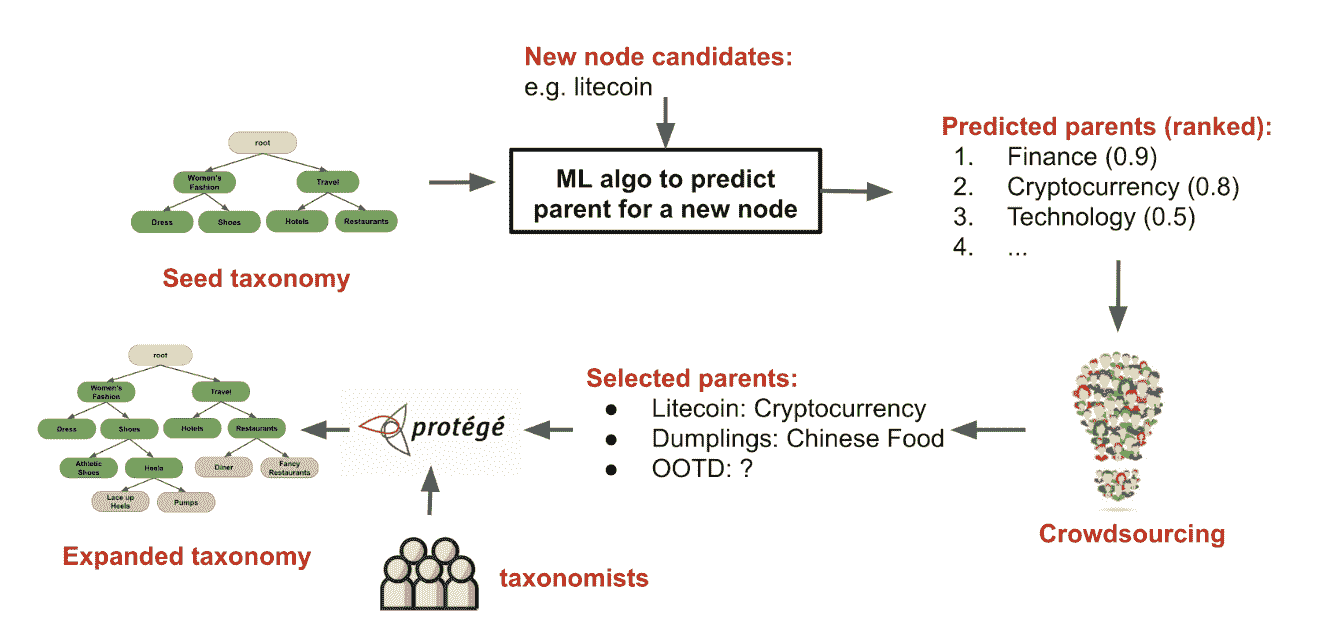 New node candidates:
e.g. litecoin
root
Women's
Fashion
Travel
Dress
Shoes
Hotels
Restaurants
Seed taxonomy
ML algo to predict
parent for a new node
Predicted parents (ranked):
1. Finance (0.9)
2. Cryptocurrency (0.8)
3. Technology (0.5)
4. ...
Crowdsourcing
Selected parents:
● Litecoin: Cryptocurrency
● Dumplings: Chinese Food
● OOTD: ?
protégé
taxonomists
root
Women's
Fashion
Travel
Dress
Shoes
Hotels
Restaurants
Athletic
Shoes
Heels
Diner
Fancy
Restaurants
Lace up
Heels
Pumps
Expanded taxonomy